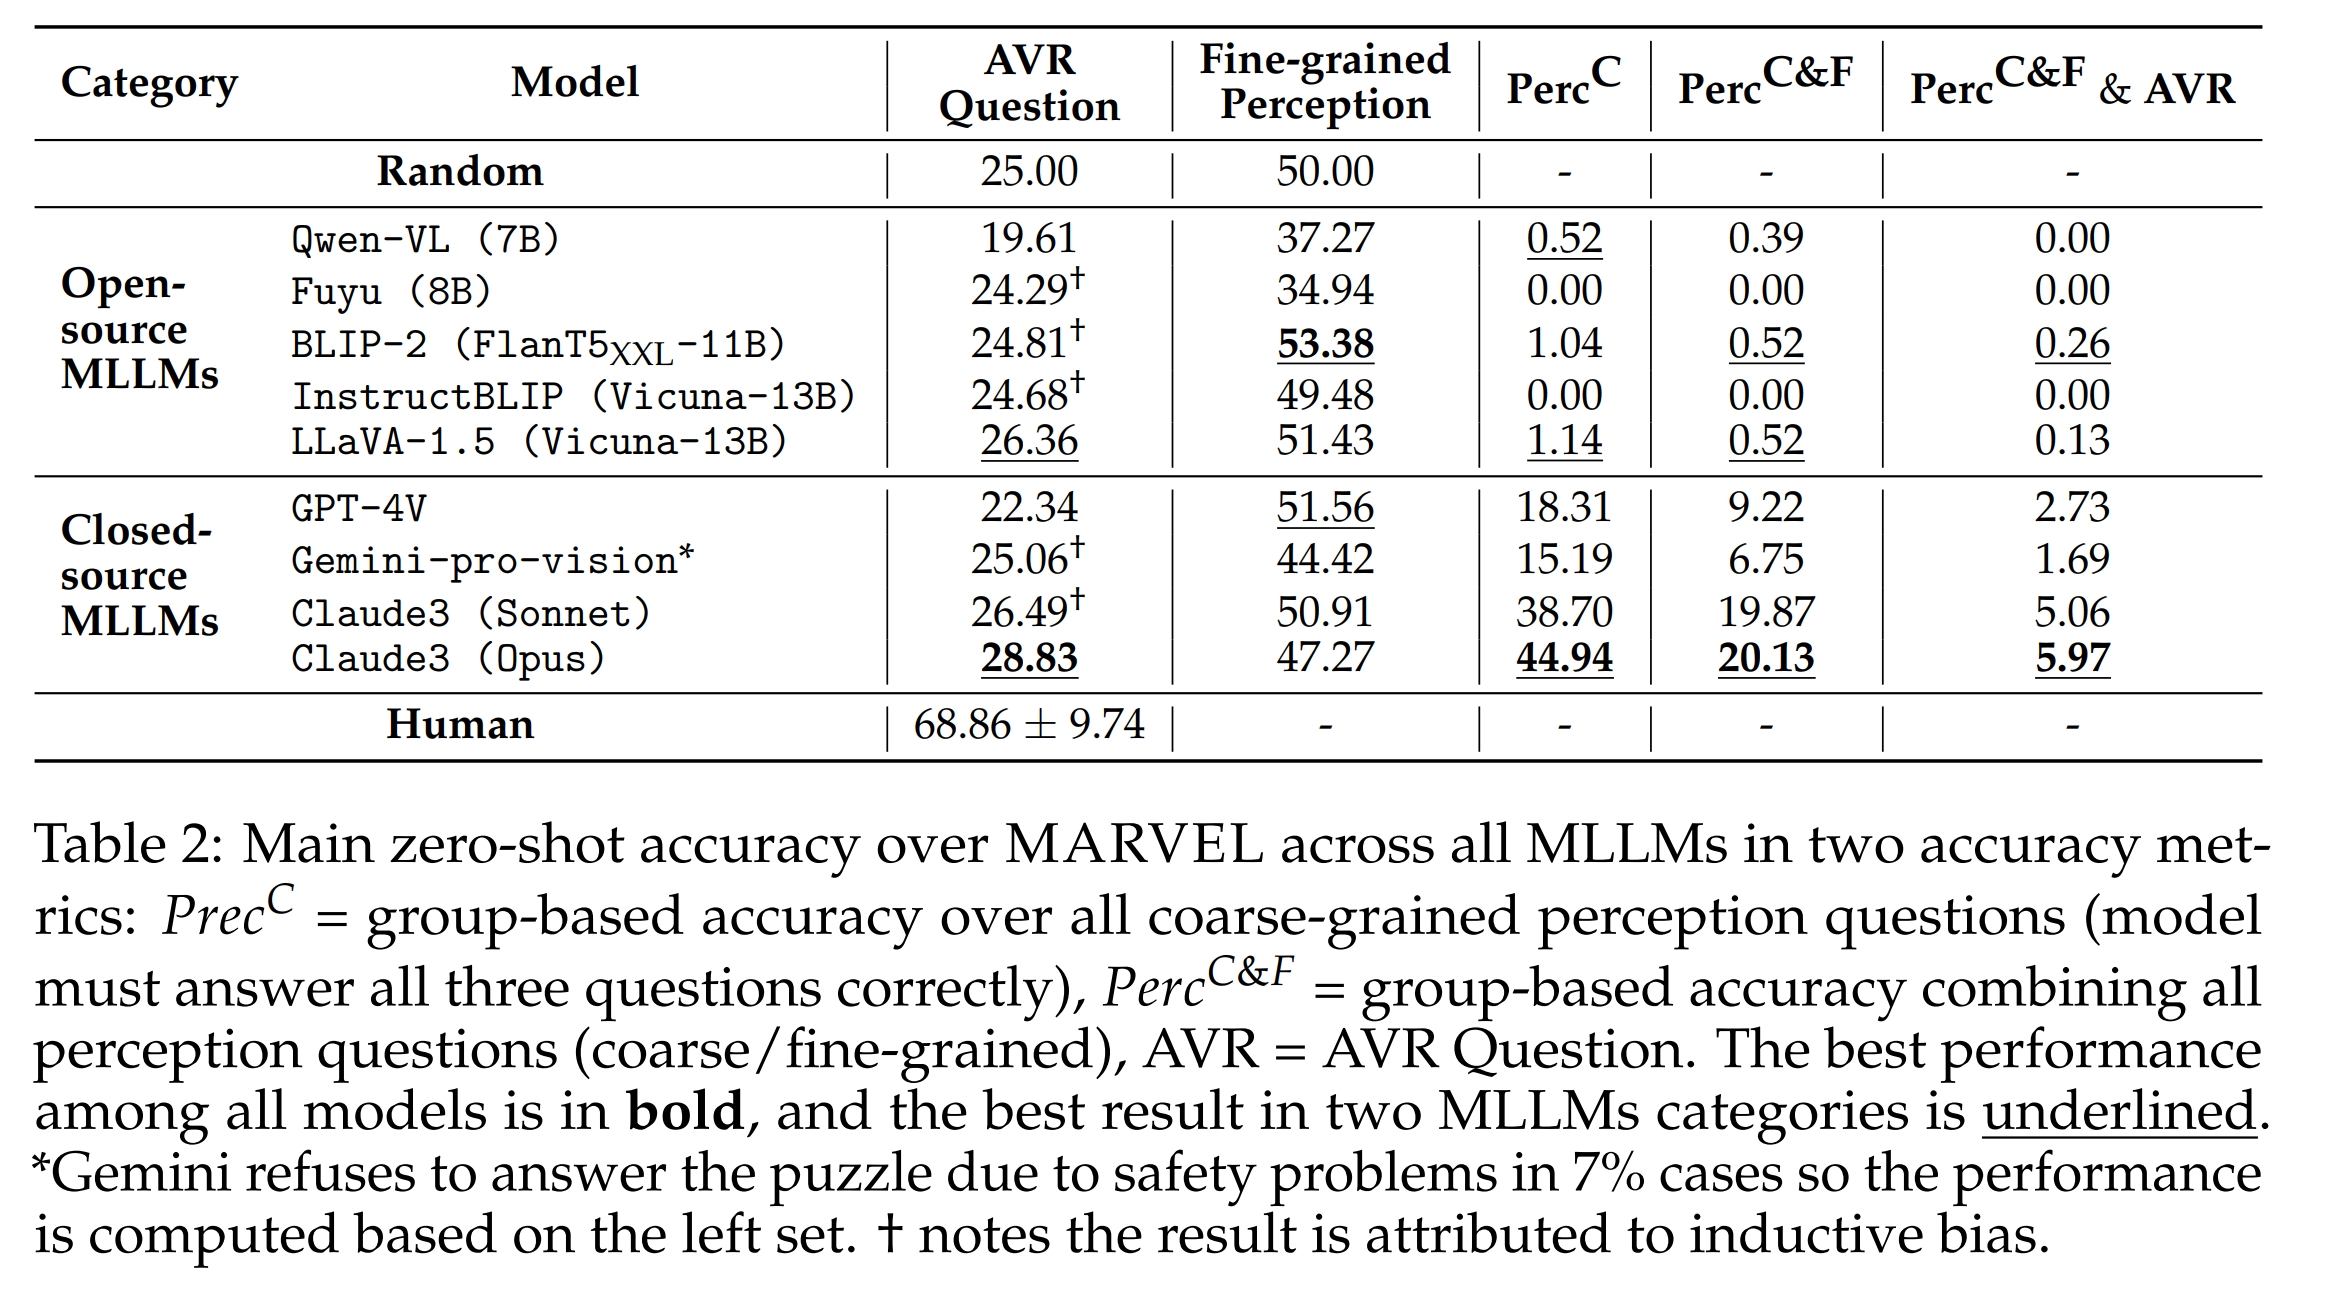 Category Model AVR Question Fine-grained Perception Perc^C Perc^C&F Perc^C&F & AVR
Random 25.00 50.00 - - -
Open-source MLLMs
Qwen-VL (7B) 19.61 37.27 0.52 0.39 0.00
Fuyu (8B) 24.29† 34.94 0.00 0.00 0.00
BLIP-2 (FlanT5XXL-11B) 24.81† 53.38 1.04 0.52 0.26
InstructBLIP (Vicuna-13B) 24.68† 49.48 0.00 0.00 0.00
LLaVA-1.5 (Vicuna-13B) 26.36 51.43 1.14 0.52 0.13
Closed-source MLLMs
GPT-4V 22.34 51.56 18.31 9.22 2.73
Gemini-pro-vision* 25.06† 44.42 15.19 6.75 1.69
Claude3 (Sonnet) 26.49† 50.91 38.70 19.87 5.06
Claude3 (Opus) 28.83 47.27 44.94 20.13 5.97
Human 68.86 ± 9.74 - - - -
Table 2: Main zero-shot accuracy over MARVEL across all MLLMs in two accuracy met-
rics: Prec^C = group-based accuracy over all coarse-grained perception questions (model
must answer all three questions correctly), Perc^C&F = group-based accuracy combining all
perception questions (coarse/fine-grained), AVR = AVR Question. The best performance
among all models is in bold, and the best result in two MLLMs categories is underlined.
*Gemini refuses to answer the puzzle due to safety problems in 7% cases so the performance
is computed based on the left set. † notes the result is attributed to inductive bias.